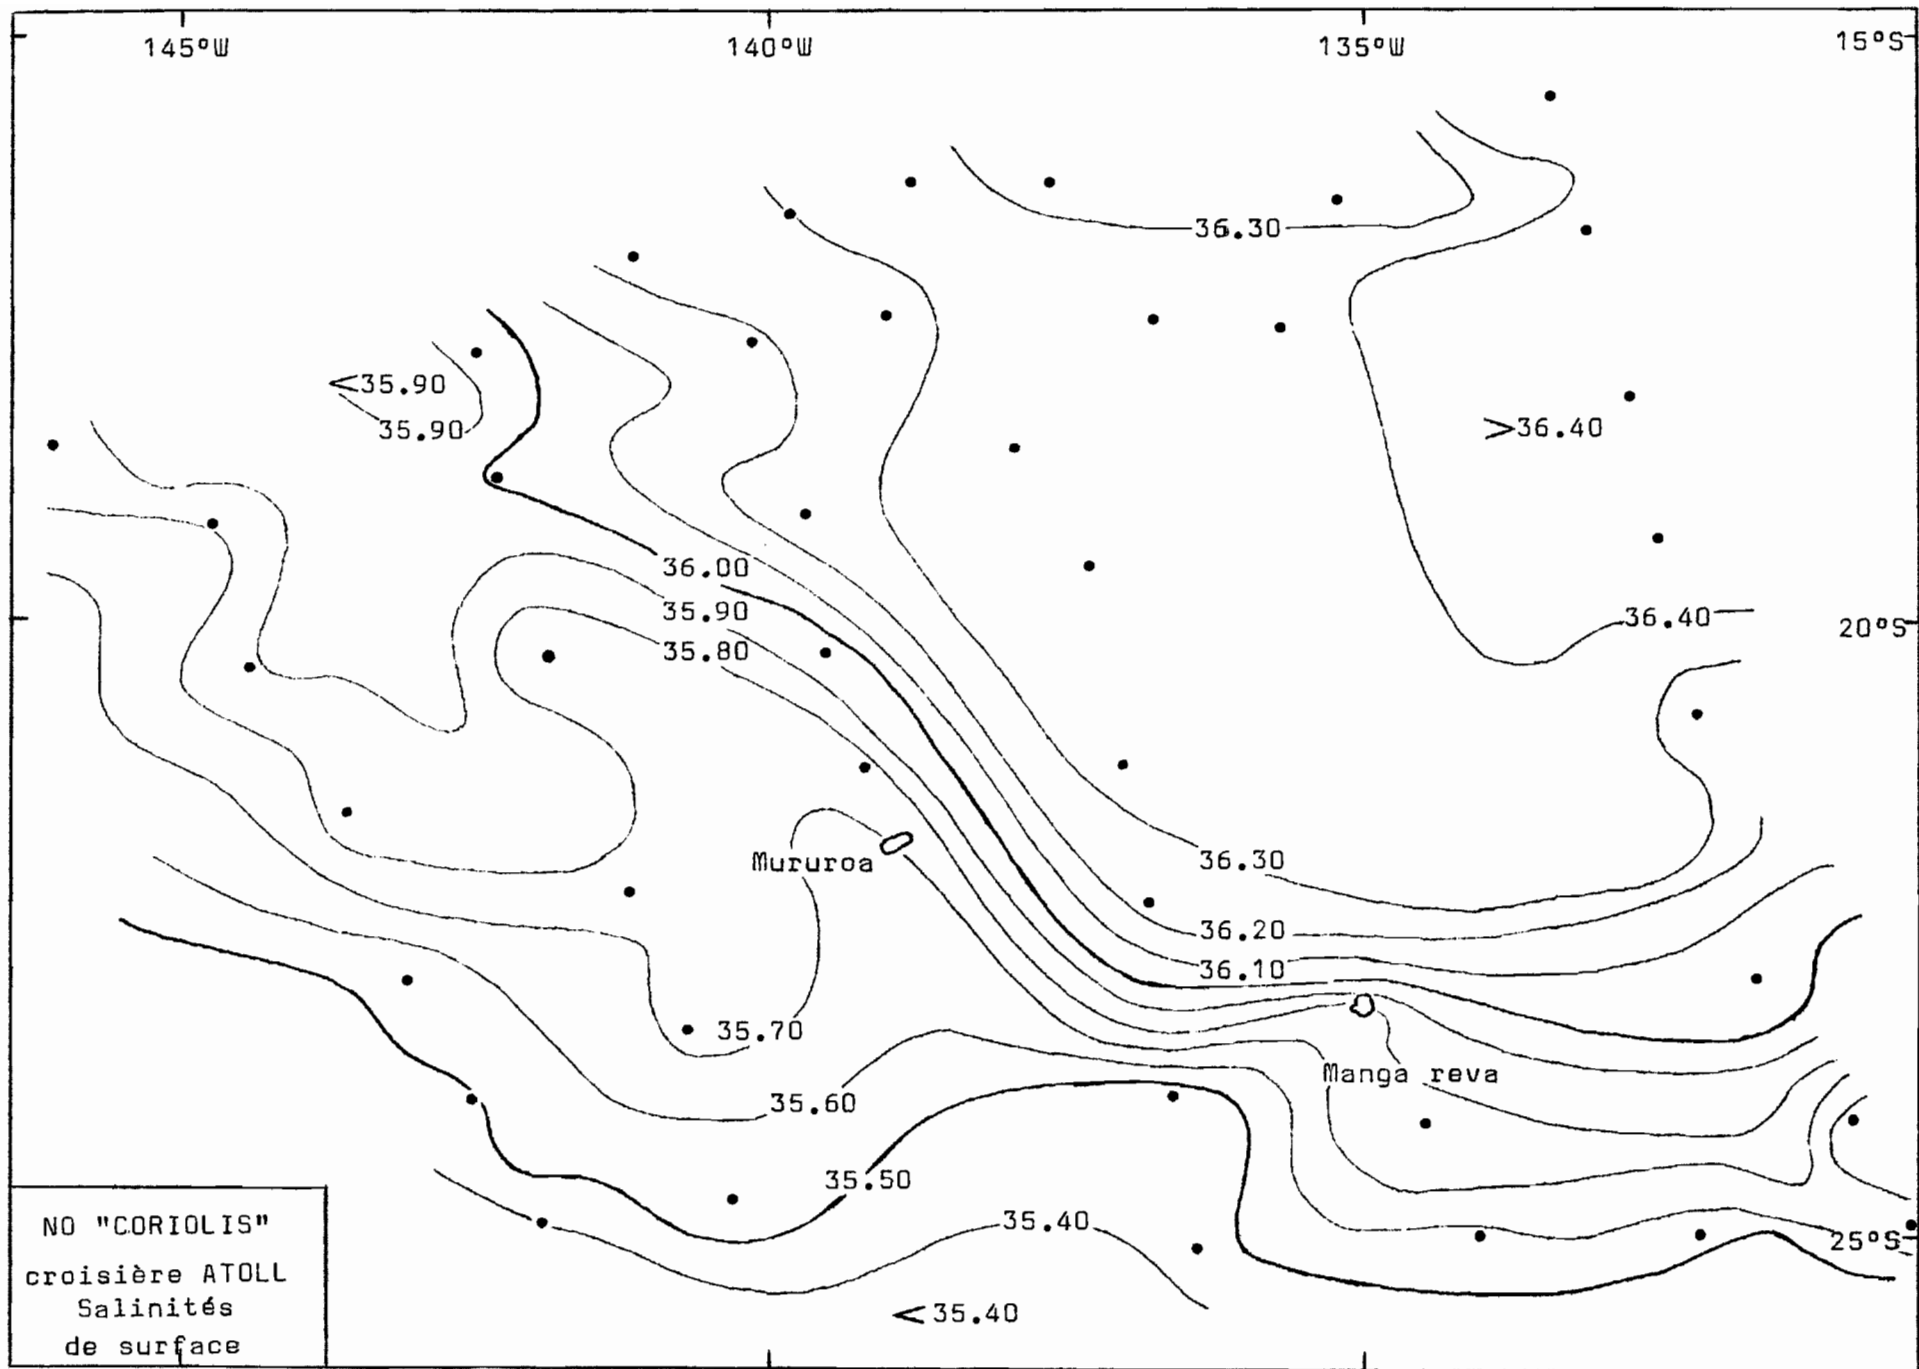 145°W
140°W
135°W
15°S
36.30
<35.90
35.90
>36.40
36.00
35.90
35.80
36.40
20°S
Mururoa
36.30
36.20
36.10
35.70
Manga reva
35.60
35.50
35.40
25°S
<35.40
NO "CORIOLIS"
croisière ATOLL
Salinités
de surface